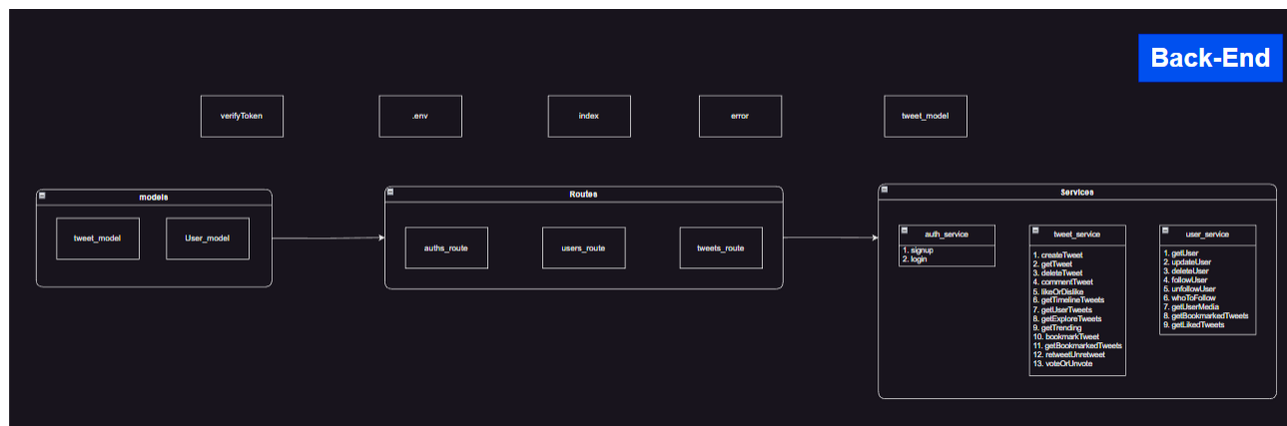 Back-End
verifyToken
.env
index
error
tweet_model
models
tweet_model
User_model
Routes
auths_route
users_route
tweets_route
Services
auth_service
1. signup
2. login
tweet_service
1. createTweet
2. getTweet
3. deleteTweet
4. commentTweet
5. likeOrDislike
6. getTimelineTweets
7. getUserTweets
8. getExploreTweets
9. getTrending
10. bookmarkTweet
11. getBookmarkedTweets
12. retweetUnretweet
13. voteOrUnvote
user_service
1. getUser
2. updateUser
3. deleteUser
4. followUser
5. unfollowUser
6. whoToFollow
7. getUserMedia
8. getBookmarkedTweets
9. getLikedTweets